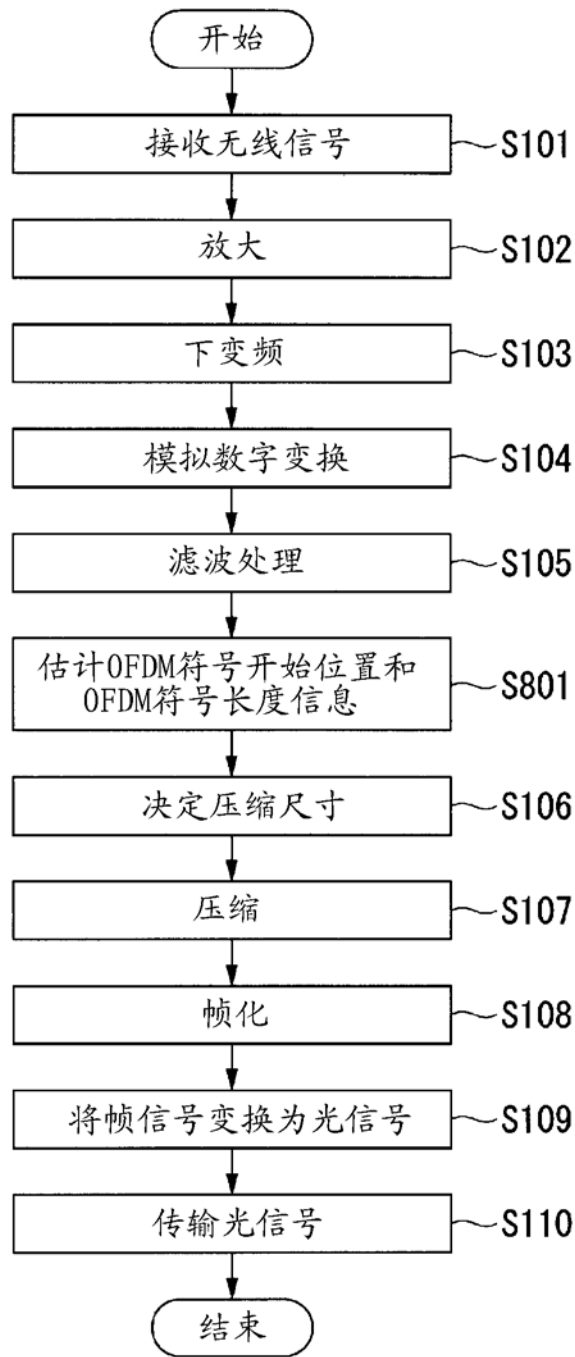 开始
接收无线信号
S101
放大
S102
下变频
S103
模拟数字变换
S104
滤波处理
S105
估计OFDM符号开始位置和
OFDM符号长度信息
S801
决定压缩尺寸
S106
压缩
S107
帧化
S108
将帧信号变换为光信号
S109
传输光信号
S110
结束